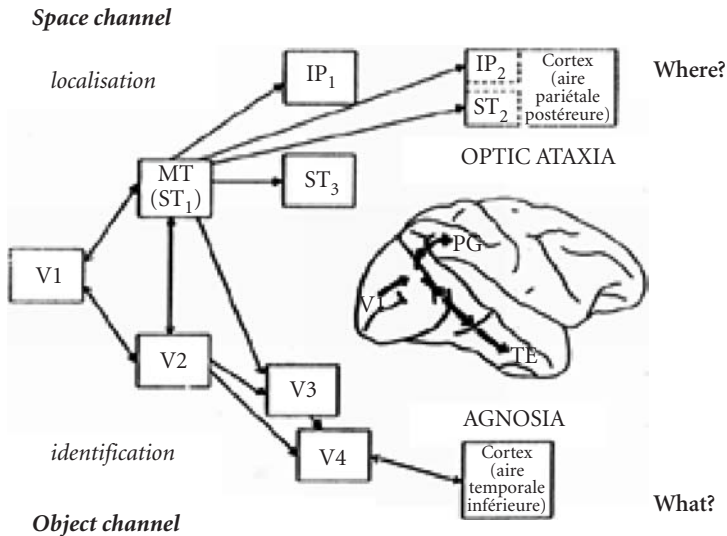 Space channel
localisation
IP1
IP2
ST2
Cortex
(aire
pariétale
postéreure)
Where?
OPTIC ATAXIA
MT
(ST1)
ST3
PG
V1
V1
V2
TE
V3
AGNOSIA
V4
identification
Cortex
(aire
temporale
inférieure)
What?
Object channel